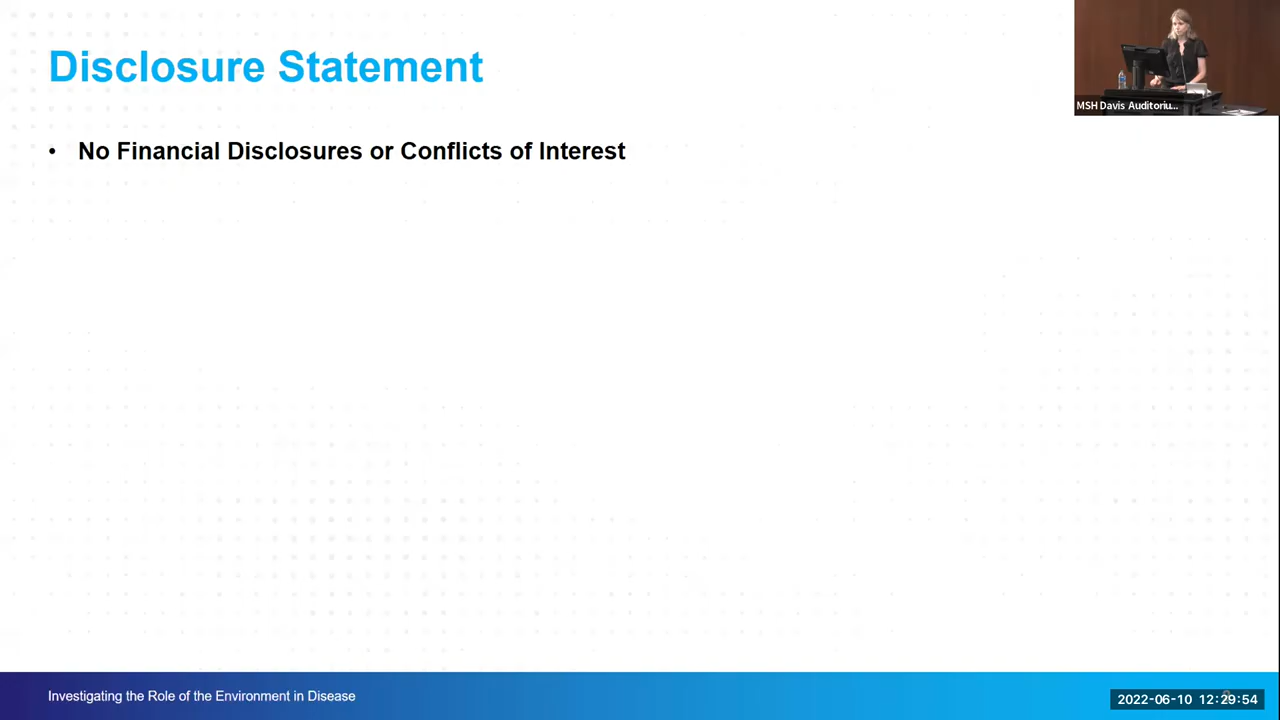 Disclosure Statement
MSH Davis Auditoriu...
• No Financial Disclosures or Conflicts of Interest
Investigating the Role of the Environment in Disease
2022-06-10 12:29:54